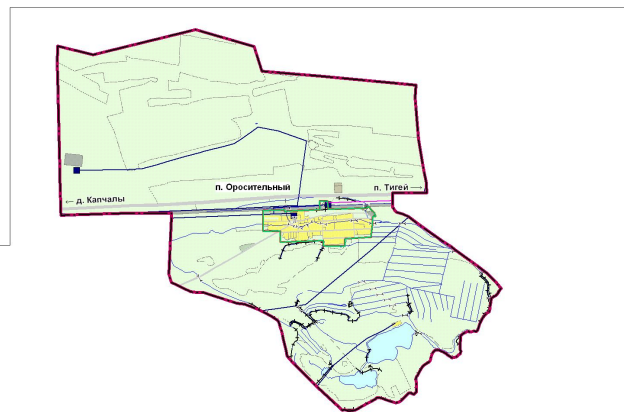 п. Оросительный
п. Тигей →
← д. Капчалы